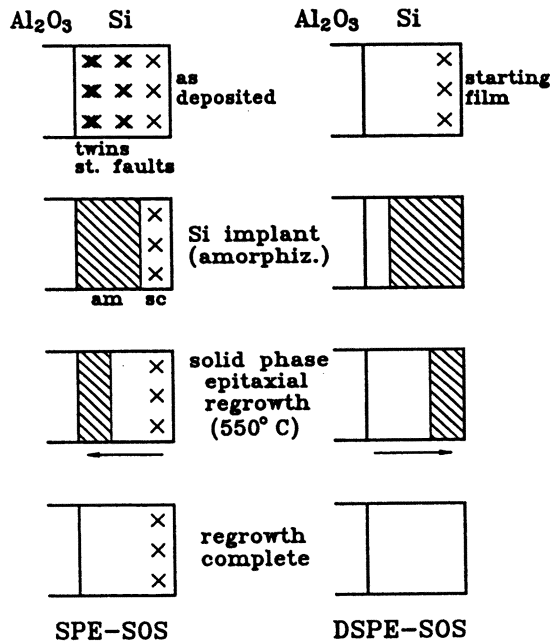 Al₂O₃ Si
Al₂O₃ Si
as
deposited
starting
film
twins
st. faults
Si implant
(amorphiz.)
am sc
solid phase
epitaxial
regrowth
(550° C)
regrowth
complete
SPE-SOS
DSPE-SOS